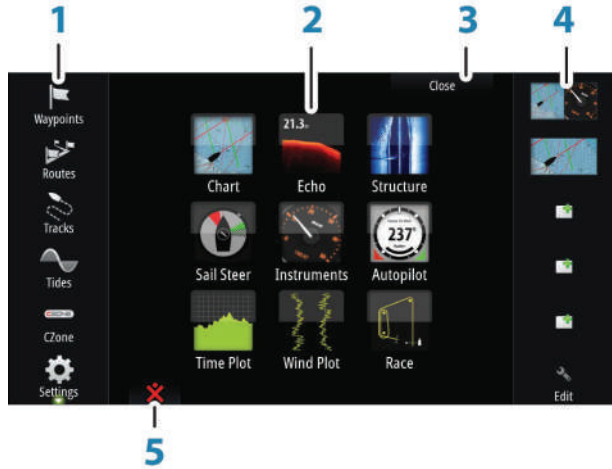 1 2 3 4
Close
Waypoints
Routes
Tracks
Tides
CZONE
CZone
Settings
21.3
Chart Echo Structure
237°
Sail Steer Instruments Autopilot
Time Plot Wind Plot Race
Edit
5